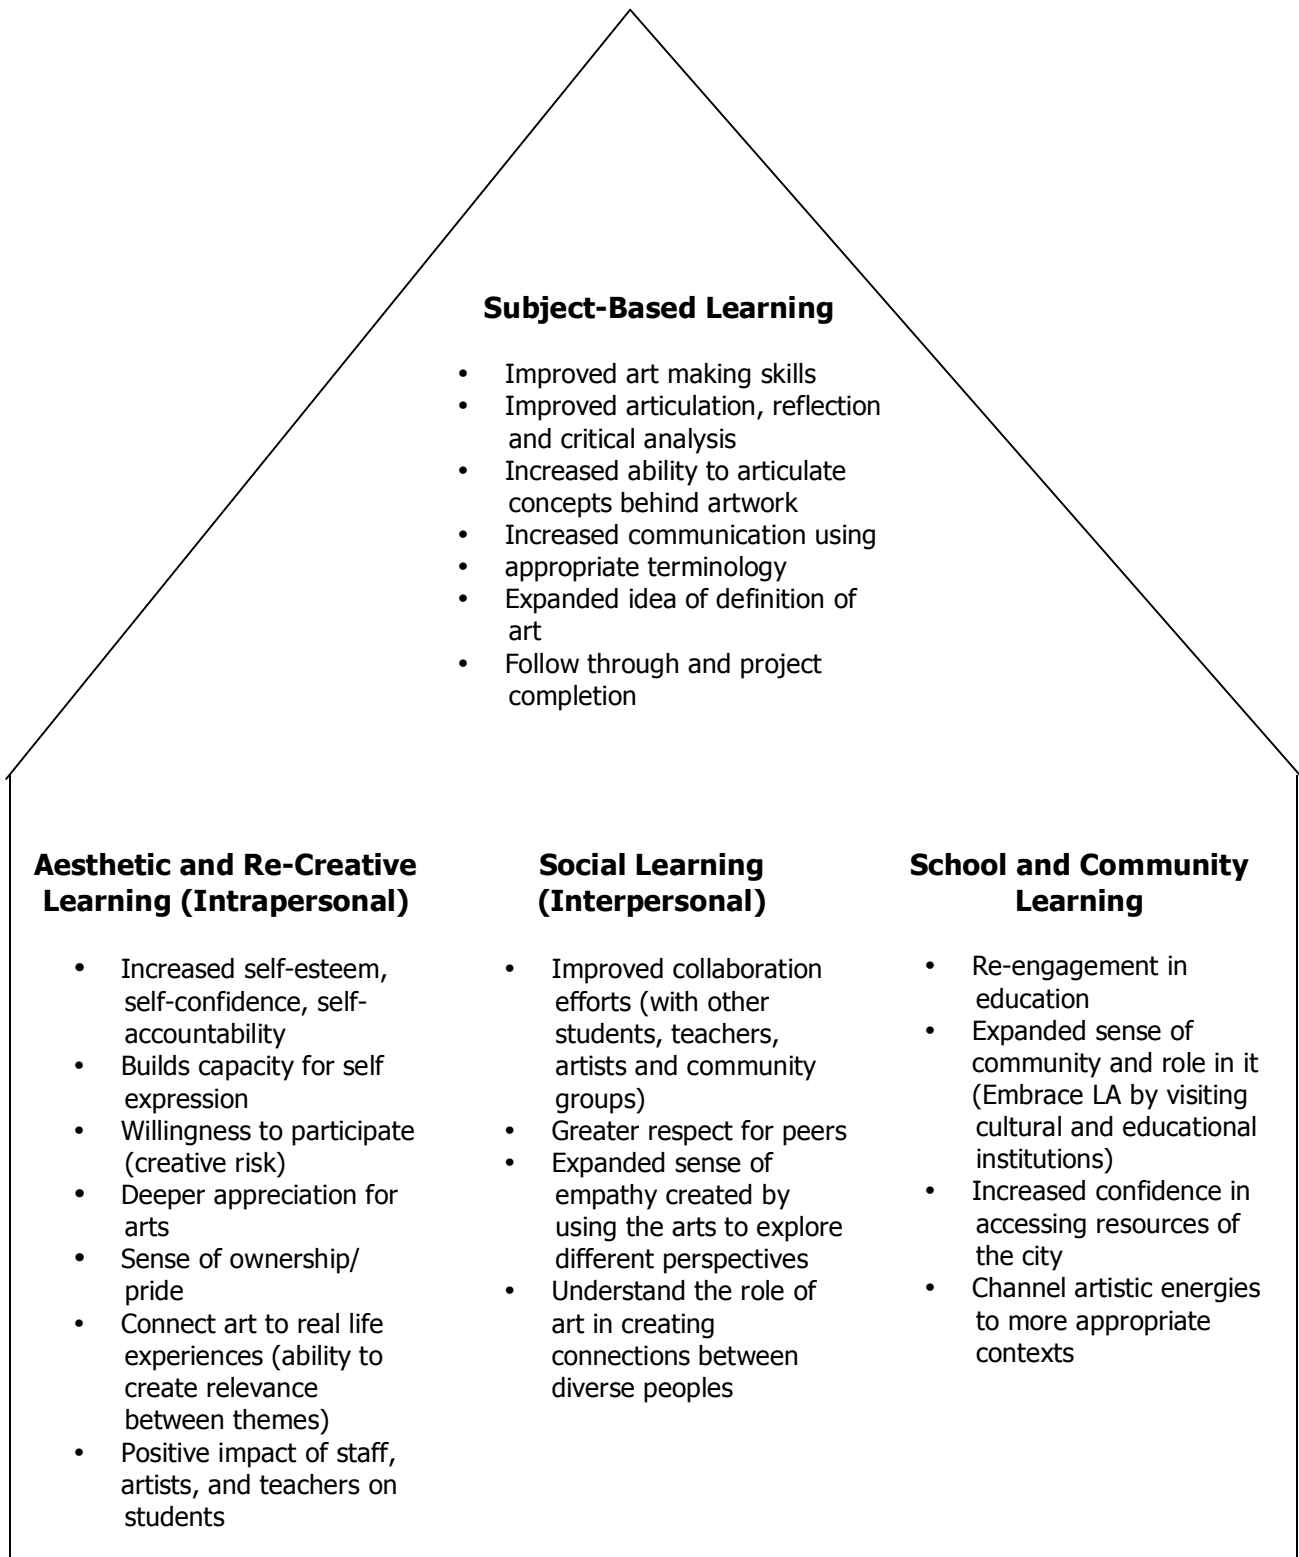 Subject-Based Learning
• Improved art making skills
• Improved articulation, reflection
and critical analysis
• Increased ability to articulate
concepts behind artwork
• Increased communication using
• appropriate terminology
• Expanded idea of definition of
art
• Follow through and project
completion
Aesthetic and Re-Creative
Learning (Intrapersonal)
• Increased self-esteem,
self-confidence, self-
accountability
• Builds capacity for self
expression
• Willingness to participate
(creative risk)
• Deeper appreciation for
arts
• Sense of ownership/
pride
• Connect art to real life
experiences (ability to
create relevance
between themes)
• Positive impact of staff,
artists, and teachers on
students
Social Learning
(Interpersonal)
• Improved collaboration
efforts (with other
students, teachers,
artists and community
groups)
• Greater respect for peers
• Expanded sense of
empathy created by
using the arts to explore
different perspectives
• Understand the role of
art in creating
connections between
diverse peoples
School and Community
Learning
• Re-engagement in
education
• Expanded sense of
community and role in it
(Embrace LA by visiting
cultural and educational
institutions)
• Increased confidence in
accessing resources of
the city
• Channel artistic energies
to more appropriate
contexts